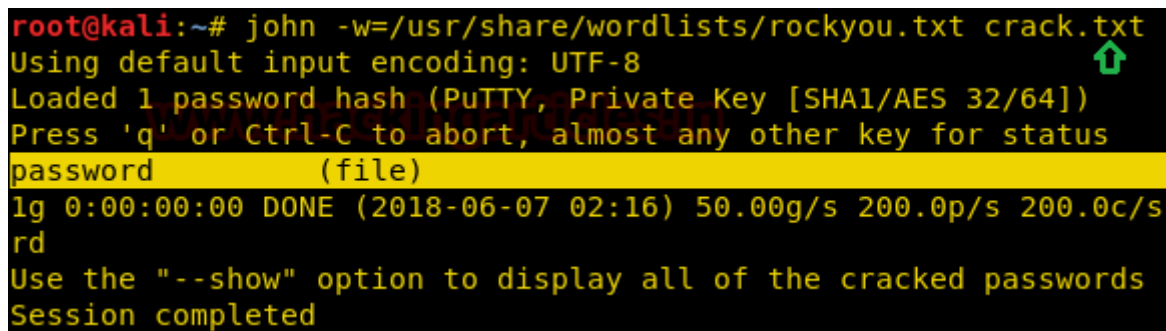 root@kali:~# john -w=/usr/share/wordlists/rockyou.txt crack.txt
Using default input encoding: UTF-8
Loaded 1 password hash (PuTTY, Private Key [SHA1/AES 32/64])
Press 'q' or Ctrl-C to abort, almost any other key for status
password         (file)
1g 0:00:00:00 DONE (2018-06-07 02:16) 50.00g/s 200.0p/s 200.0c/s
rd
Use the "--show" option to display all of the cracked passwords
Session completed